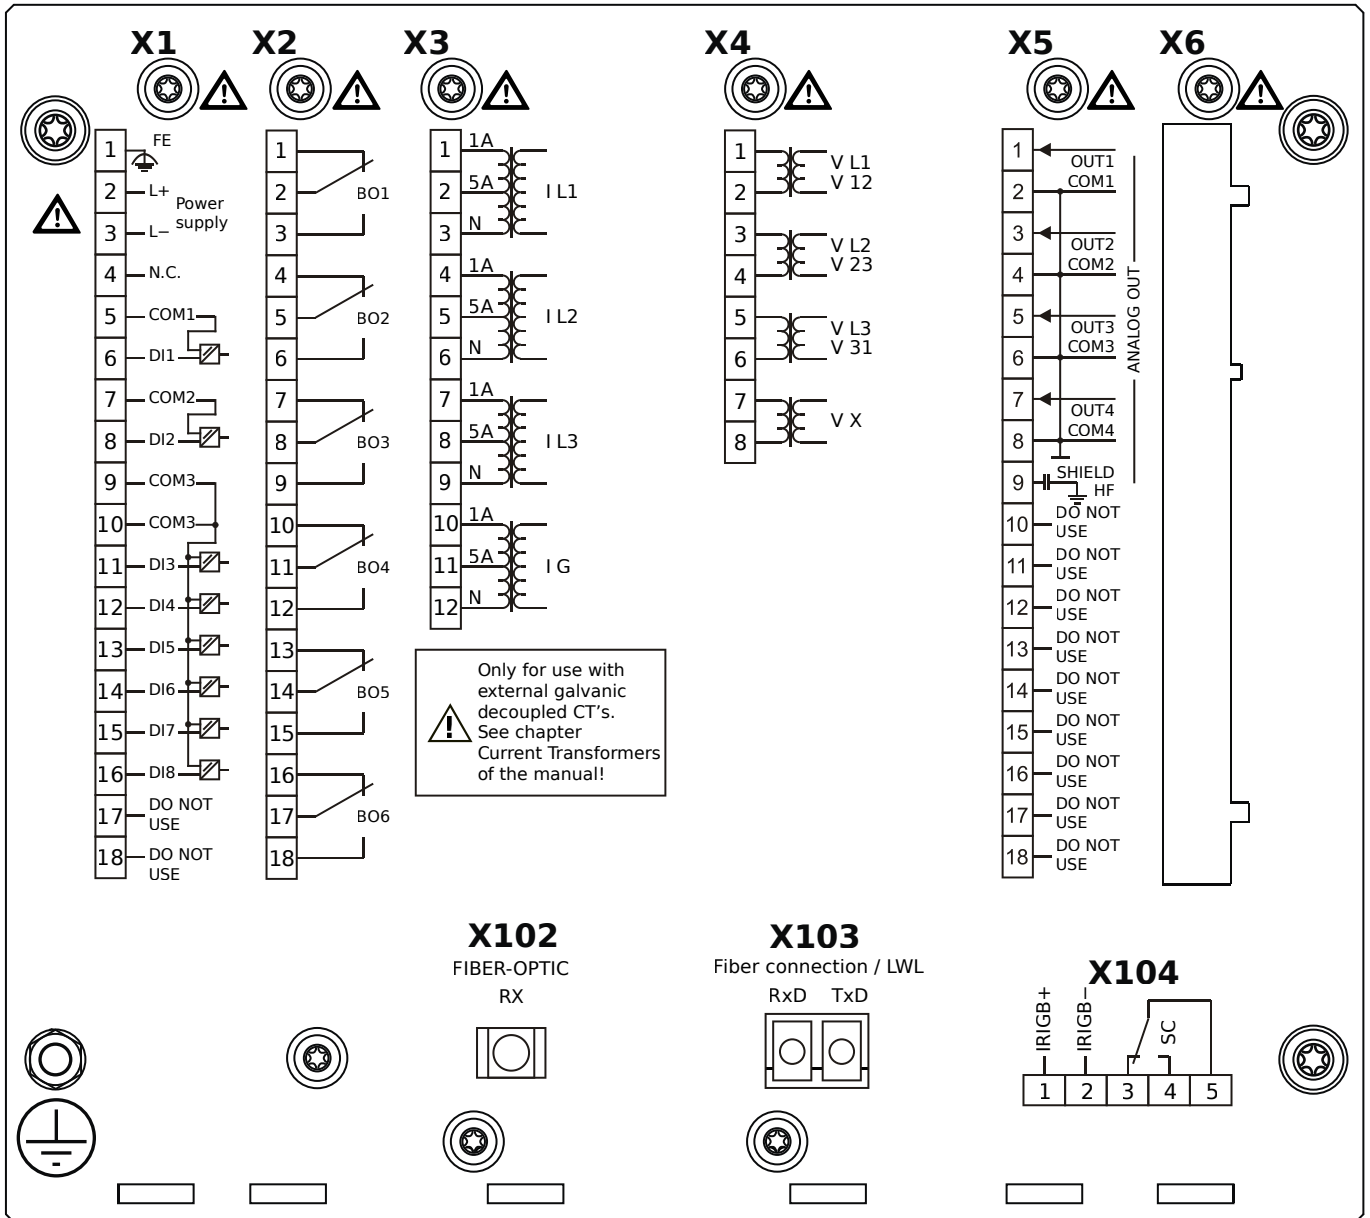 X1
X2
X3
X4
X5
X6
1 FE
2 L+
Power
supply
3 L−
4 N.C.
5 COM1
6 DI1
7 COM2
8 DI2
9 COM3
10 COM3
11 DI3
12 DI4
13 DI5
14 DI6
15 DI7
16 DI8
17 DO NOT
USE
18 DO NOT
USE
1
2 BO1
3
4
5 BO2
6
7
8 BO3
9
10
11 BO4
12
13
14 BO5
15
16
17 BO6
18
1 1A
2 5A I L1
3 N
4 1A
5 5A I L2
6 N
7 1A
8 5A I L3
9 N
10 1A
11 5A I G
12 N
Only for use with
external galvanic
decoupled CT's.
See chapter
Current Transformers
of the manual!
1 V L1
2 V 12
3 V L2
4 V 23
5 V L3
6 V 31
7
V X
8
1 OUT1
2 COM1
3 OUT2
4 COM2
5 OUT3
6 COM3
7 OUT4
8 COM4
ANALOG OUT
9 SHIELD
HF
10 DO NOT
USE
11 DO NOT
USE
12 DO NOT
USE
13 DO NOT
USE
14 DO NOT
USE
15 DO NOT
USE
16 DO NOT
USE
17 DO NOT
USE
18 DO NOT
USE
X102
FIBER-OPTIC
RX
X103
Fiber connection / LWL
RxD TxD
X104
IRIGB+
IRIGB−
SC
1 2 3 4 5